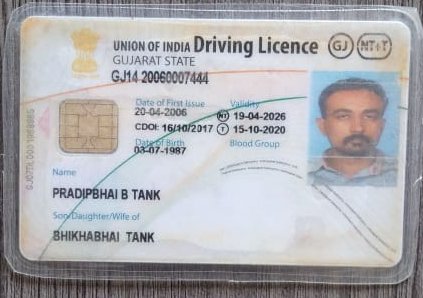 UNION OF INDIA Driving Licence GJ NT&T
GUJARAT STATE
GJ14 20060007444
Date of First Issue Validity
20-04-2006 NT 19-04-2026
CDOI: 16/10/2017 T 15-10-2020
Date of Birth Blood Group
03-07-1987
Name
PRADIPBHAI B TANK
Son/Daughter/Wife of
BHIKHABHAI TANK